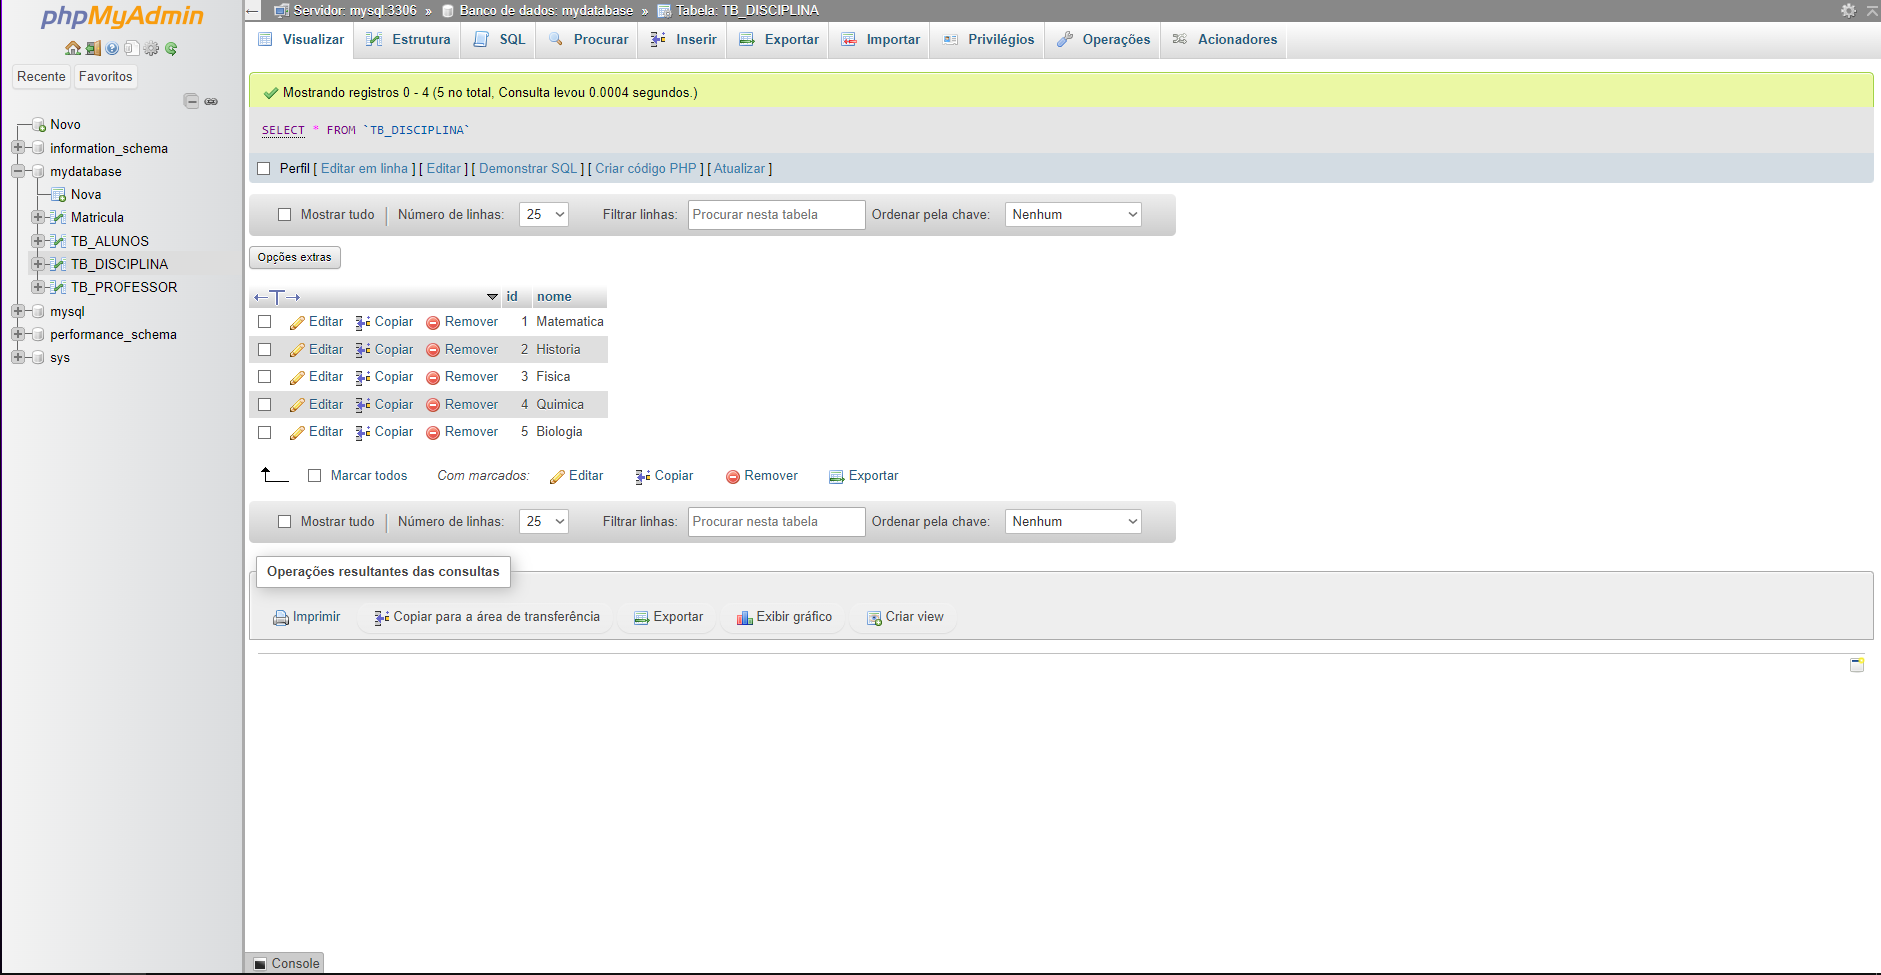 phpMyAdmin
Recente Favoritos
Novo
information_schema
mydatabase
Nova
Matricula
TB_ALUNOS
TB_DISCIPLINA
TB_PROFESSOR
mysql
performance_schema
sys
Servidor: mysql:3306 » Banco de dados: mydatabase » Tabela: TB_DISCIPLINA
Visualizar Estrutura SQL Procurar Inserir Exportar Importar Privilégios Operações Acionadores
Mostrando registros 0 - 4 (5 no total, Consulta levou 0.0004 segundos.)
SELECT * FROM `TB_DISCIPLINA`
Perfil [ Editar em linha ] [ Editar ] [ Demonstrar SQL ] [ Criar código PHP ] [ Atualizar ]
Mostrar tudo | Número de linhas: 25 Filtrar linhas: Procurar nesta tabela Ordenar pela chave: Nenhum
Opções extras
←T→ id nome
Editar Copiar Remover 1 Matematica
Editar Copiar Remover 2 Historia
Editar Copiar Remover 3 Fisica
Editar Copiar Remover 4 Quimica
Editar Copiar Remover 5 Biologia
Marcar todos Com marcados: Editar Copiar Remover Exportar
Mostrar tudo | Número de linhas: 25 Filtrar linhas: Procurar nesta tabela Ordenar pela chave: Nenhum
Operações resultantes das consultas
Imprimir Copiar para a área de transferência Exportar Exibir gráfico Criar view
Console